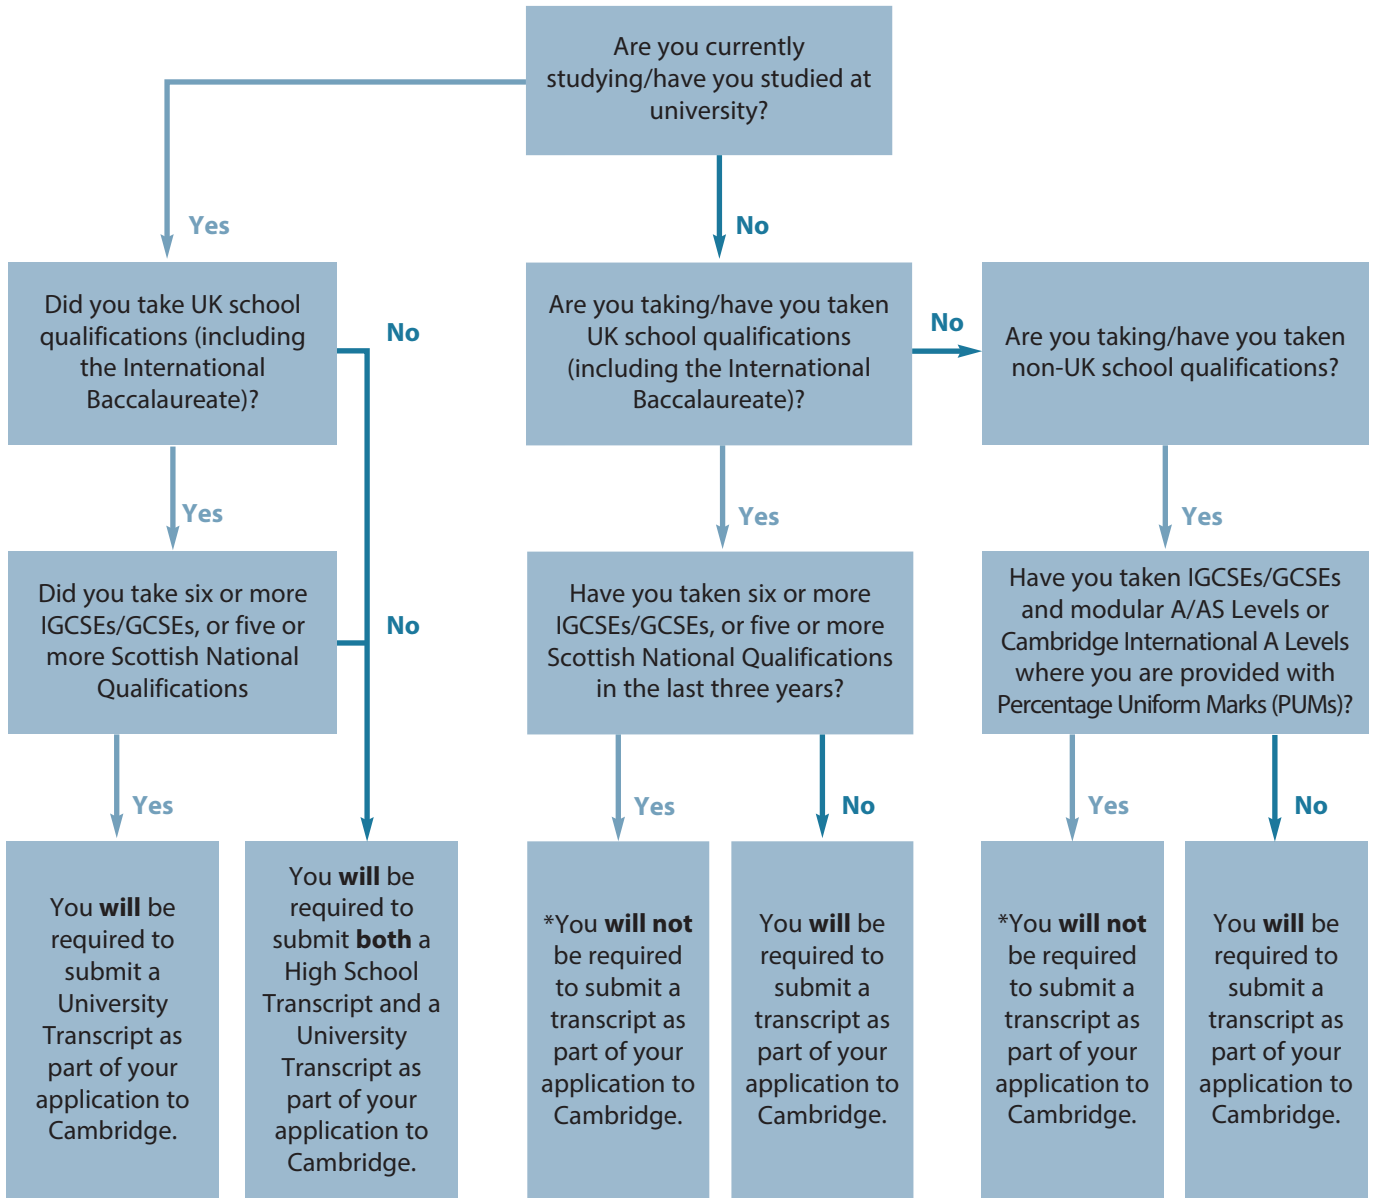 Are you currently
studying/have you studied at
university?
Yes
No
Did you take UK school
qualifications (including
the International
Baccalaureate)?
No
Are you taking/have you taken
UK school qualifications
(including the International
Baccalaureate)?
No
Are you taking/have you taken
non-UK school qualifications?
Yes
Yes
Yes
Did you take six or more
IGCSEs/GCSEs, or five or
more Scottish National
Qualifications
No
Have you taken six or more
IGCSEs/GCSEs, or five or more
Scottish National Qualifications
in the last three years?
Have you taken IGCSEs/GCSEs
and modular A/AS Levels or
Cambridge International A Levels
where you are provided with
Percentage Uniform Marks (PUMs)?
Yes
Yes
No
Yes
No
You will be
required to
submit a
University
Transcript as
part of your
application to
Cambridge.
You will be
required to
submit both a
High School
Transcript and a
University
Transcript as
part of your
application to
Cambridge.
*You will not
be required
to submit a
transcript as
part of your
application to
Cambridge.
You will be
required to
submit a
transcript as
part of your
application to
Cambridge.
*You will not
be required
to submit a
transcript as
part of your
application to
Cambridge.
You will be
required to
submit a
transcript as
part of your
application to
Cambridge.